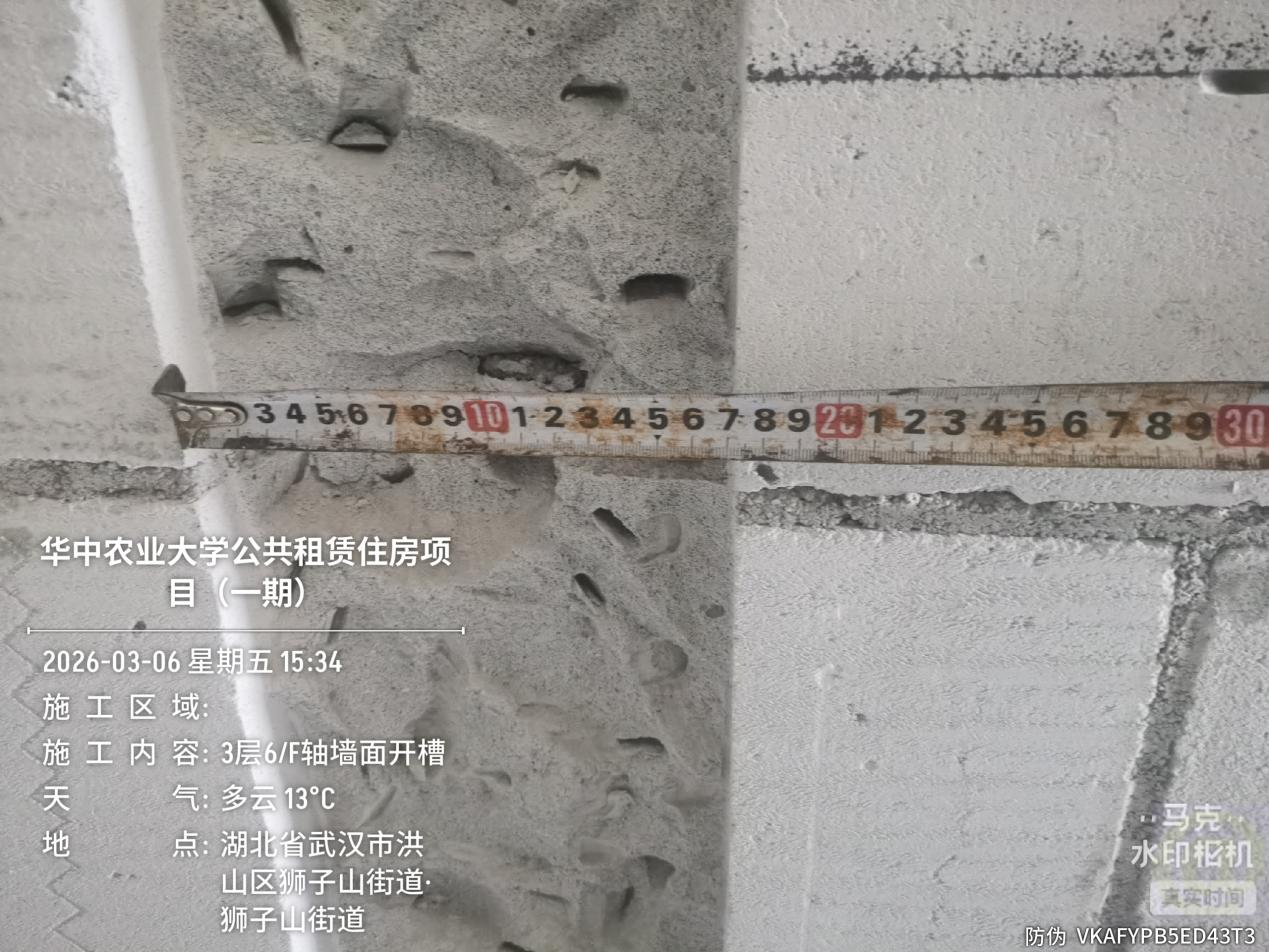 3 4 5 6 7 8 9 10 1 2 3 4 5 6 7 8 9 20 1 2 3 4 5 6 7 8 9 30
华中农业大学公共租赁住房项
目（一期）
2026-03-06 星期五 15:34
施工区域:
施工内容: 3层6/F轴墙面开槽
天气: 多云 13°C
地点: 湖北省武汉市洪
山区狮子山街道·
狮子山街道
马克
水印相机
真实时间
防伪 VKAFYPB5ED43T3